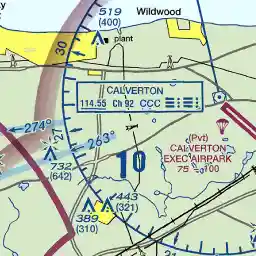 519
(400)
Wildwood
plant
30
CALVERTON
114.55 Ch 92 CCC
274°
27
263°
(Pvt)
CALVERTON
EXEC AIRPARK
75 - 100
732
(642)
10
443
(321)
389
(310)